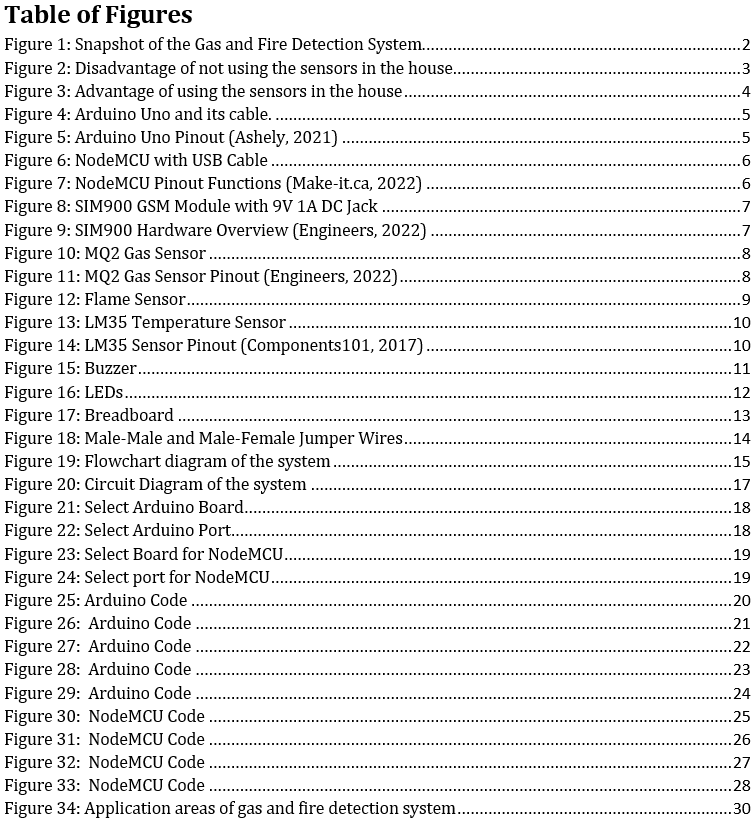 Table of Figures
Figure 1: Snapshot of the Gas and Fire Detection System.......2
Figure 2: Disadvantage of not using the sensors in the house.......3
Figure 3: Advantage of using the sensors in the house.......4
Figure 4: Arduino Uno and its cable. .......5
Figure 5: Arduino Uno Pinout (Ashely, 2021) .......5
Figure 6: NodeMCU with USB Cable .......6
Figure 7: NodeMCU Pinout Functions (Make-it.ca, 2022) .......6
Figure 8: SIM900 GSM Module with 9V 1A DC Jack .......7
Figure 9: SIM900 Hardware Overview (Engineers, 2022) .......7
Figure 10: MQ2 Gas Sensor .......8
Figure 11: MQ2 Gas Sensor Pinout (Engineers, 2022).......8
Figure 12: Flame Sensor.......9
Figure 13: LM35 Temperature Sensor .......10
Figure 14: LM35 Sensor Pinout (Components101, 2017) .......10
Figure 15: Buzzer.......11
Figure 16: LEDs.......12
Figure 17: Breadboard .......13
Figure 18: Male-Male and Male-Female Jumper Wires.......14
Figure 19: Flowchart diagram of the system .......15
Figure 20: Circuit Diagram of the system .......17
Figure 21: Select Arduino Board.......18
Figure 22: Select Arduino Port.......18
Figure 23: Select Board for NodeMCU.......19
Figure 24: Select port for NodeMCU.......19
Figure 25: Arduino Code .......20
Figure 26:  Arduino Code .......21
Figure 27:  Arduino Code .......22
Figure 28:  Arduino Code .......23
Figure 29:  Arduino Code .......24
Figure 30:  NodeMCU Code .......25
Figure 31:  NodeMCU Code .......26
Figure 32:  NodeMCU Code .......27
Figure 33:  NodeMCU Code .......28
Figure 34: Application areas of gas and fire detection system.......30